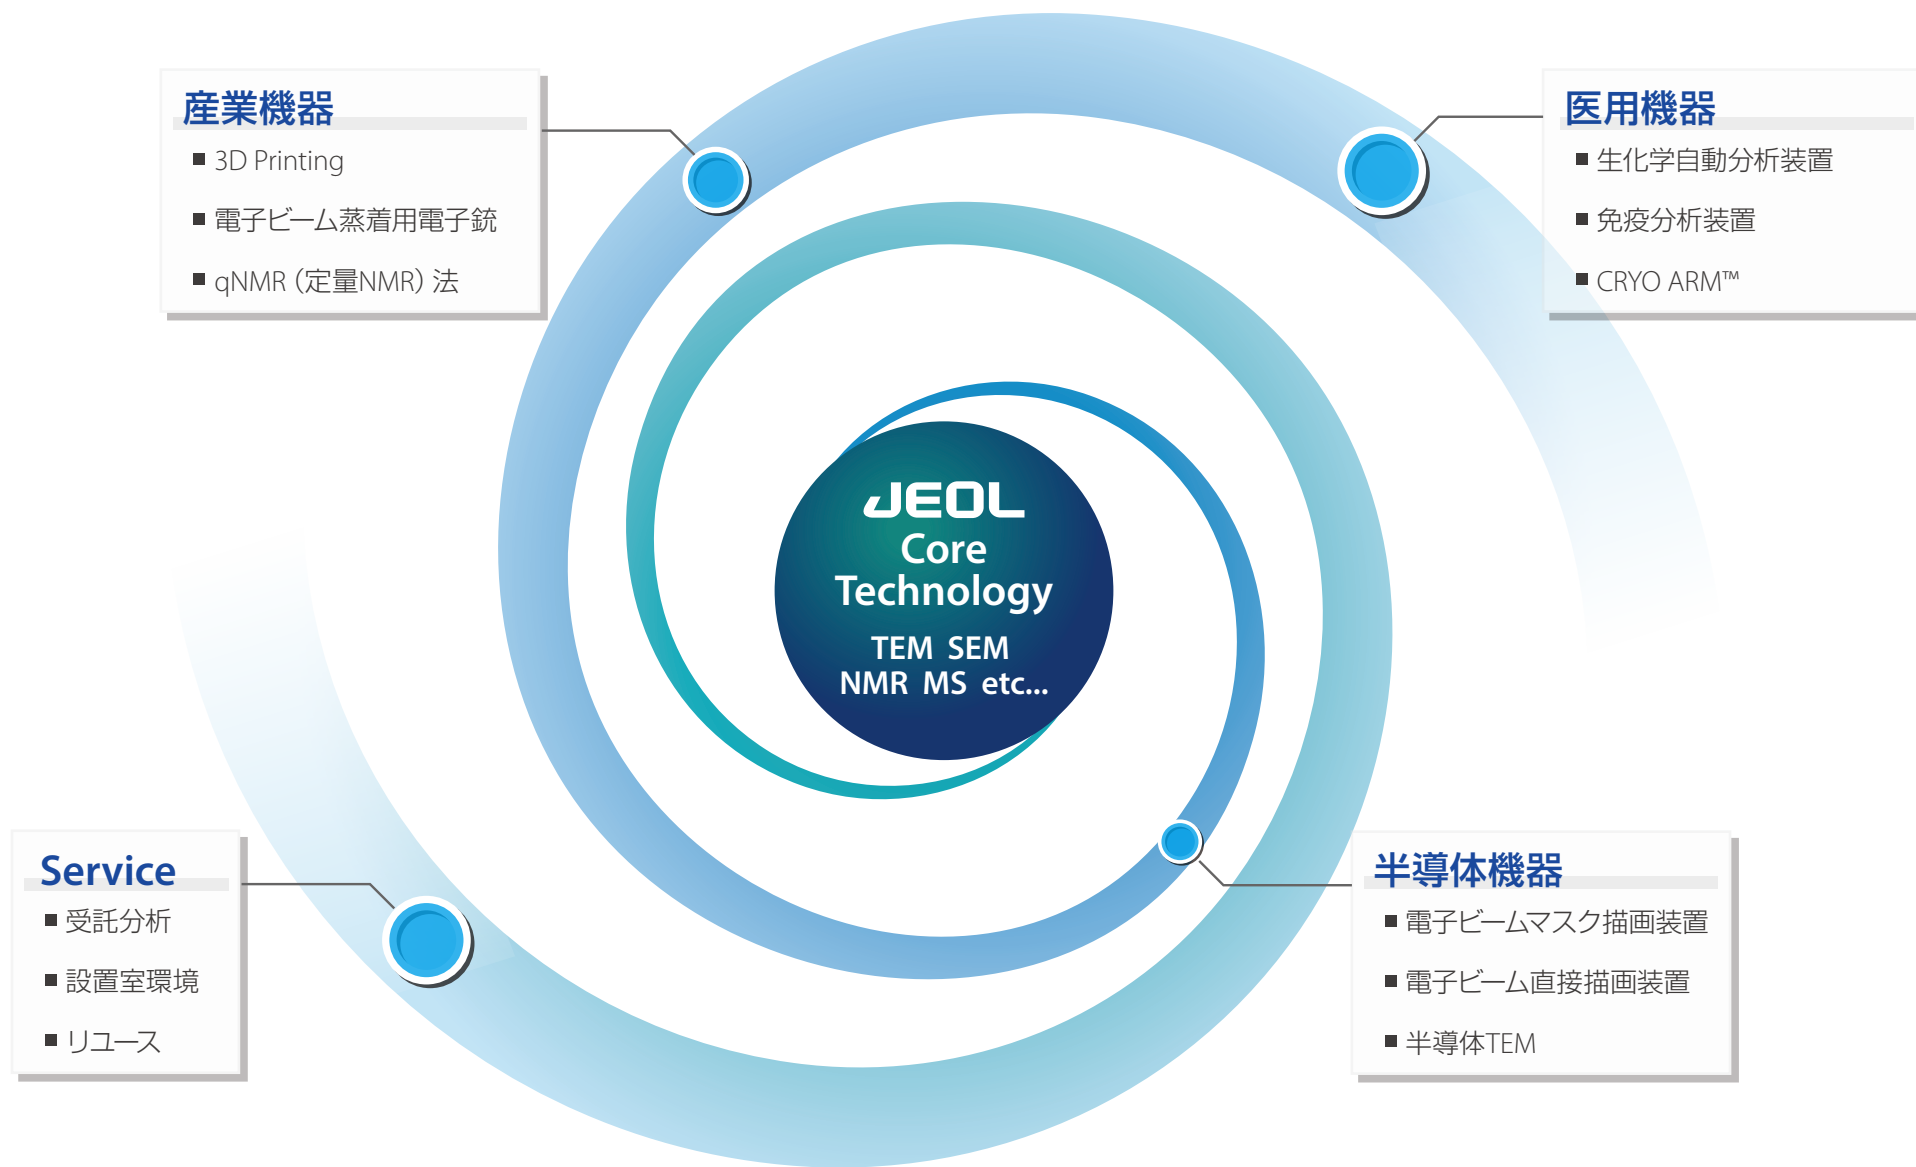 産業機器
■ 3D Printing
■ 電子ビーム蒸着用電子銃
■ qNMR（定量NMR）法
医用機器
■ 生化学自動分析装置
■ 免疫分析装置
■ CRYO ARM™
JEOL
Core
Technology
TEM SEM
NMR MS etc...
Service
■ 受託分析
■ 設置室環境
■ リユース
半導体機器
■ 電子ビームマスク描画装置
■ 電子ビーム直接描画装置
■ 半導体TEM